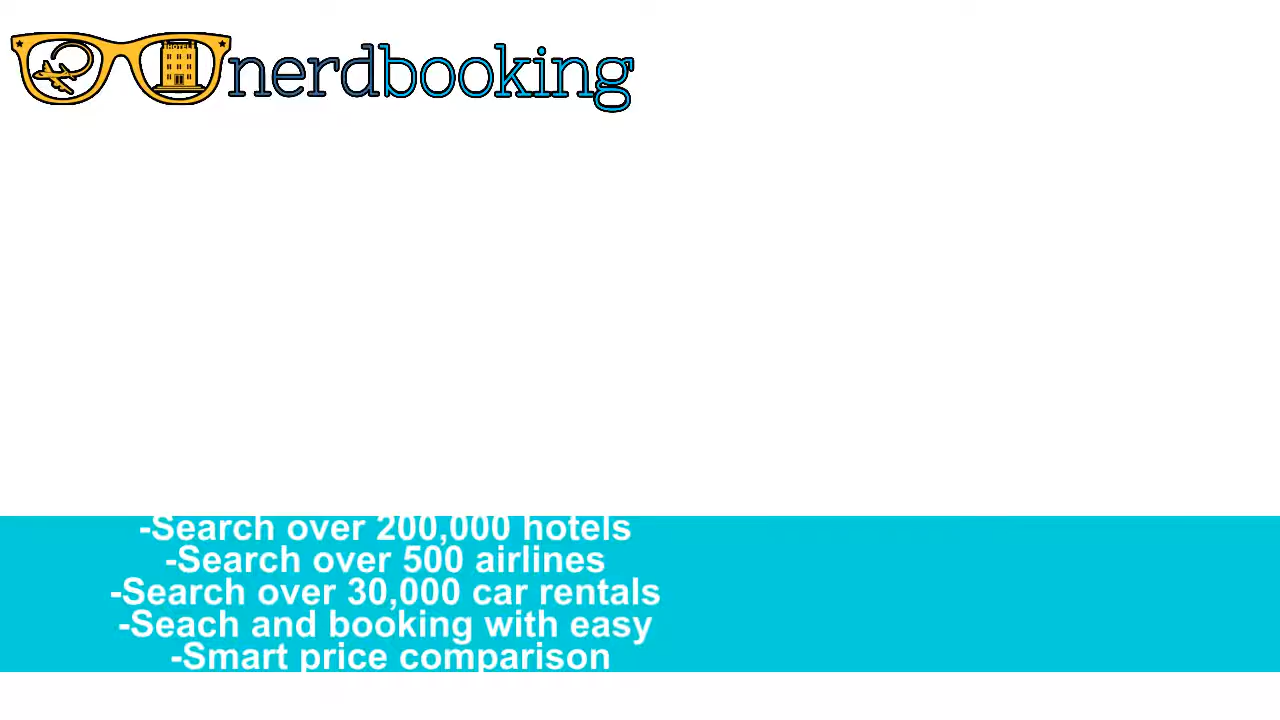 HOTEL
nerdbooking
-Search over 200,000 hotels
-Search over 500 airlines
-Search over 30,000 car rentals
-Seach and booking with easy
-Smart price comparison